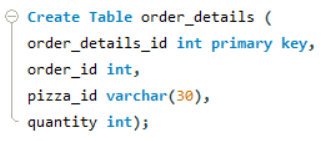 Create Table order_details (
order_details_id int primary key,
order_id int,
pizza_id varchar(30),
quantity int);